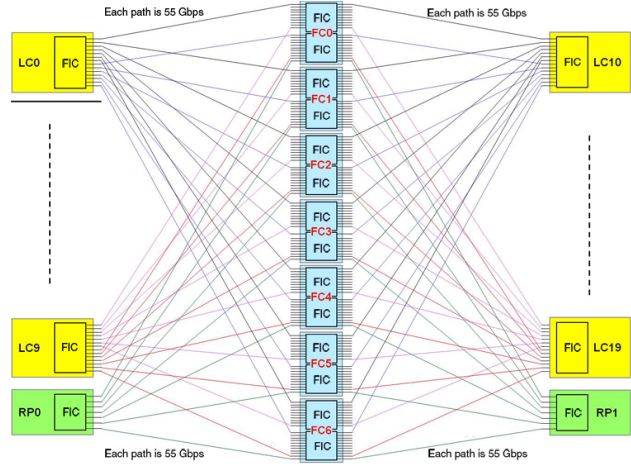 Each path is 55 Gbps
Each path is 55 Gbps
LC0
FIC
FIC
FC0
FIC
FIC
LC10
FIC
FC1
FIC
FIC
FC2
FIC
FIC
FC3
FIC
FIC
FC4
FIC
LC9
FIC
FIC
FC5
FIC
FIC
LC19
RP0
FIC
FIC
FC6
FIC
FIC
RP1
Each path is 55 Gbps
Each path is 55 Gbps